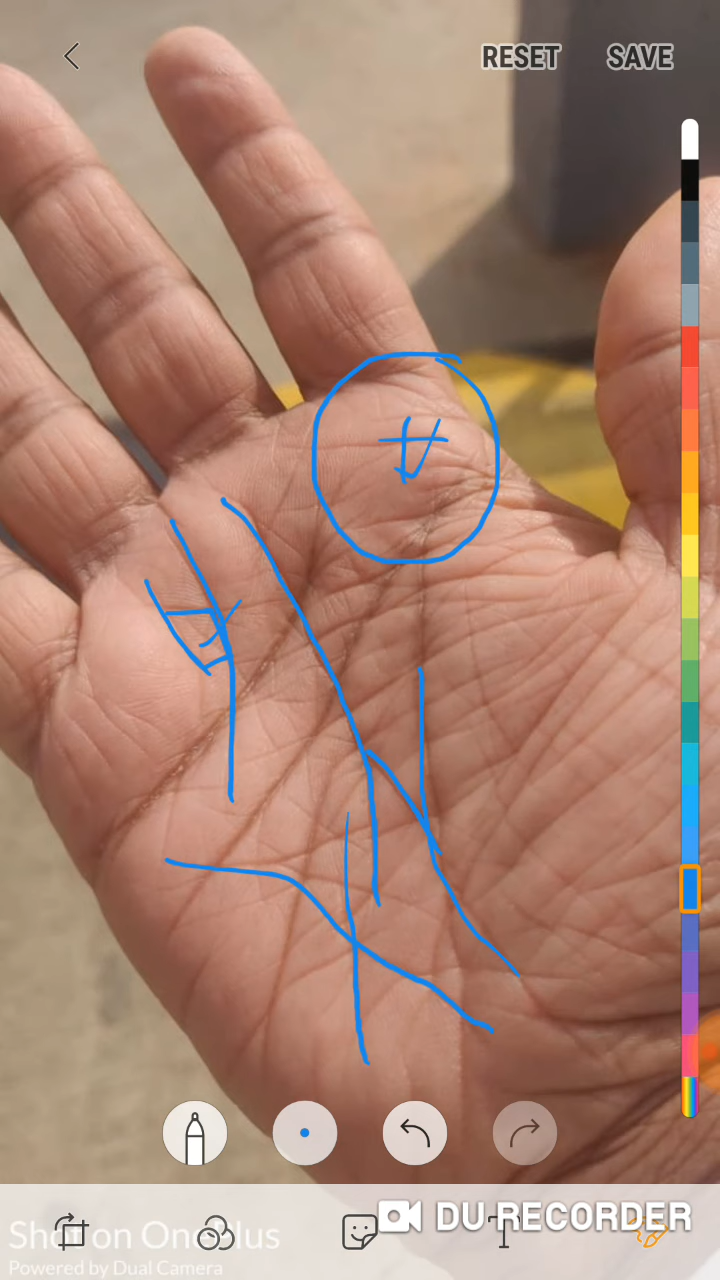 RESET SAVE
DU RECORDER
T
Shot on OnePlus
Powered by Dual Camera